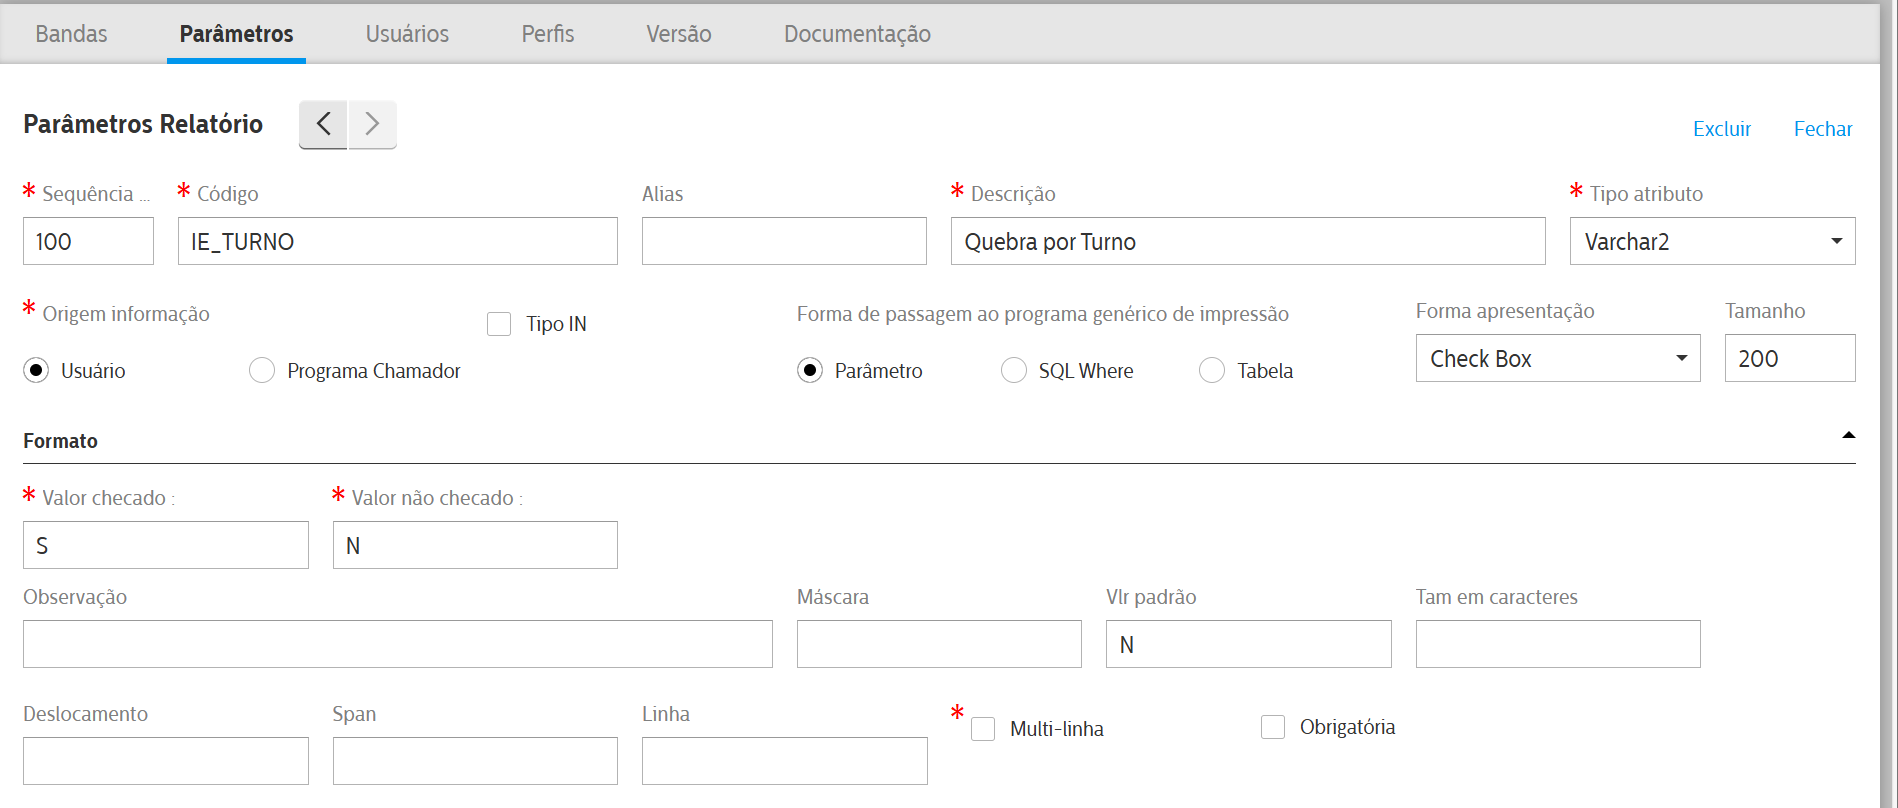 Bandas Parâmetros Usuários Perfis Versão Documentação
Parâmetros Relatório
Excluir Fechar
* Sequência ... * Código Alias * Descrição * Tipo atributo
100 IE_TURNO Quebra por Turno Varchar2
* Origem informação Tipo IN Forma de passagem ao programa genérico de impressão Forma apresentação Tamanho
Usuário Programa Chamador Parâmetro SQL Where Tabela Check Box 200
Formato
* Valor checado : * Valor não checado :
S N
Observação Máscara Vlr padrão Tam em caracteres
N
Deslocamento Span Linha * Multi-linha Obrigatória